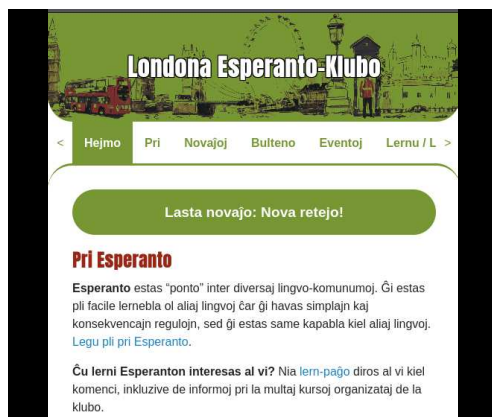 Londona Esperanto-Klubo
< Hejmo Pri Novaĵoj Bulteno Eventoj Lernu / L >
Lasta novaĵo: Nova retejo!
Pri Esperanto
Esperanto estas “ponto” inter diversaj lingvo-komunumoj. Ĝi estas
pli facile lernebla ol aliaj lingvoj ĉar ĝi havas simplajn kaj
konsekvencajn regulojn, sed ĝi estas same kapabla kiel aliaj lingvoj.
Legu pli pri Esperanto.
Ĉu lerni Esperanton interesas al vi? Nia lern-paĝo diros al vi kiel
komenci, inkluzive de informoj pri la multaj kursoj organizataj de la
klubo.